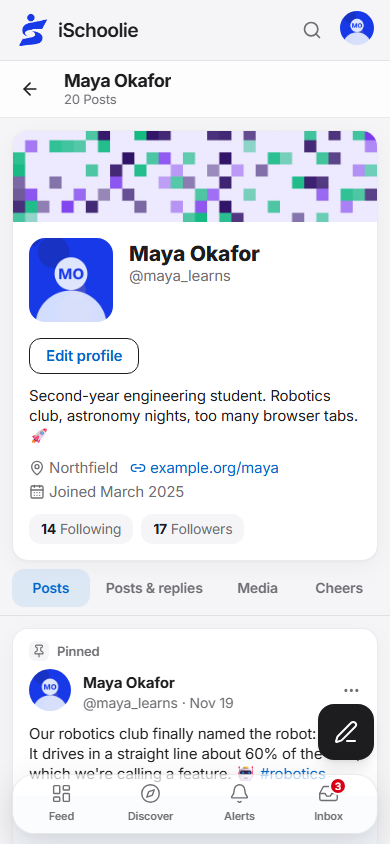 iSchoolie
MO
Maya Okafor
20 Posts
MO
Maya Okafor
@maya_learns
Edit profile
Second-year engineering student. Robotics
club, astronomy nights, too many browser tabs.
🚀
Northfield example.org/maya
Joined March 2025
14 Following 17 Followers
Posts Posts & replies Media Cheers
Pinned
MO
Maya Okafor
@maya_learns · Nov 19
Our robotics club finally named the robot:
It drives in a straight line about 60% of the
which we're calling a feature. 🤖 #robotics
3
Feed Discover Alerts Inbox